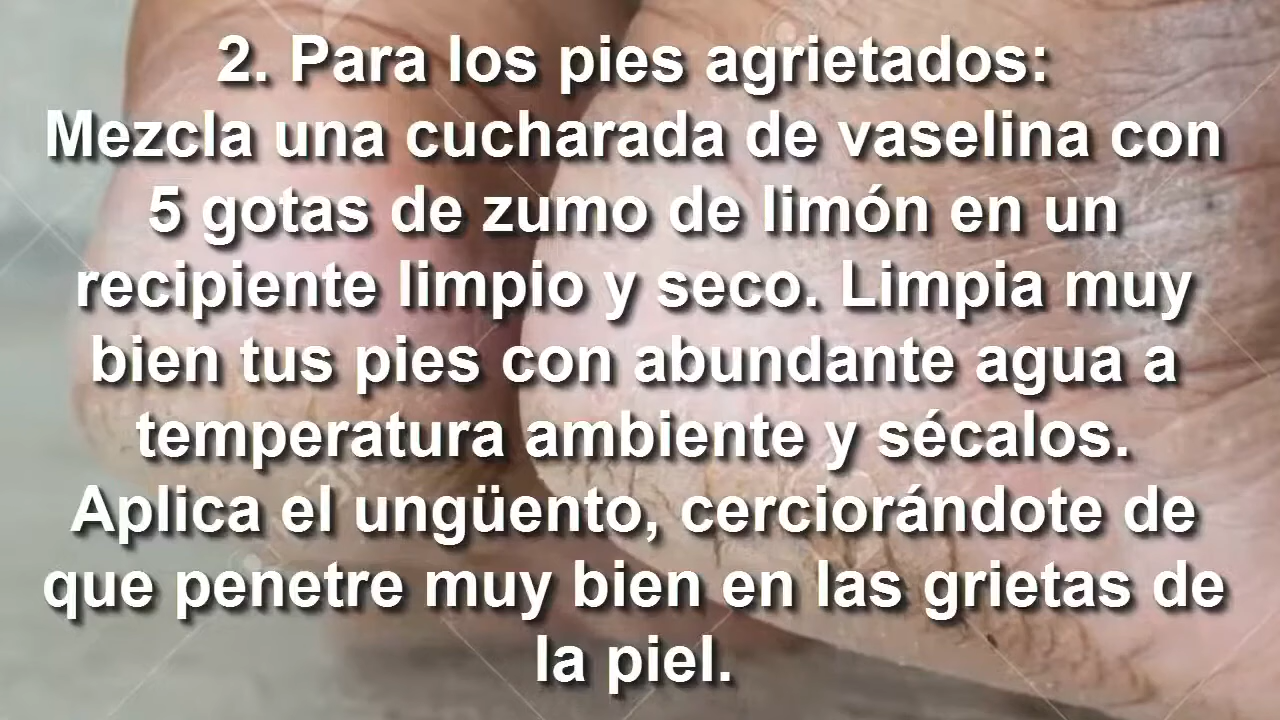 2. Para los pies agrietados:
Mezcla una cucharada de vaselina con
5 gotas de zumo de limón en un
recipiente limpio y seco. Limpia muy
bien tus pies con abundante agua a
temperatura ambiente y sécalos.
Aplica el ungüento, cerciorándote de
que penetre muy bien en las grietas de
la piel.